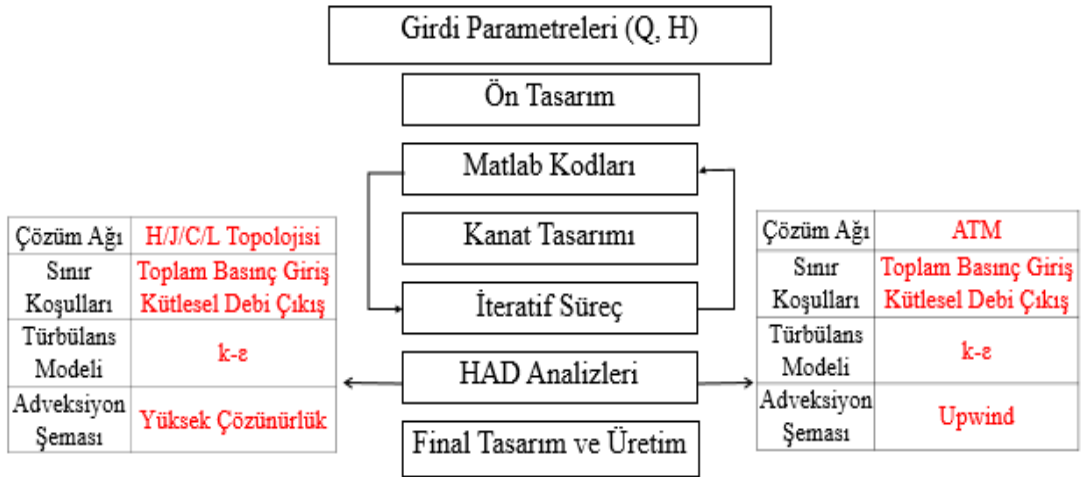 Girdi Parametreleri (Q, H)
Ön Tasarım
Matlab Kodları
Kanat Tasarımı
İteratif Süreç
HAD Analizleri
Final Tasarım ve Üretim
Çözüm Ağı
H/J/C/L Topolojisi
Sınır
Koşulları
Toplam Basınç Giriş
Kütlesel Debi Çıkış
Türbülans
Modeli
k-ε
Adveksiyon
Şeması
Yüksek Çözünürlük
Çözüm Ağı
ATM
Sınır
Koşulları
Toplam Basınç Giriş
Kütlesel Debi Çıkış
Türbülans
Modeli
k-ε
Adveksiyon
Şeması
Upwind